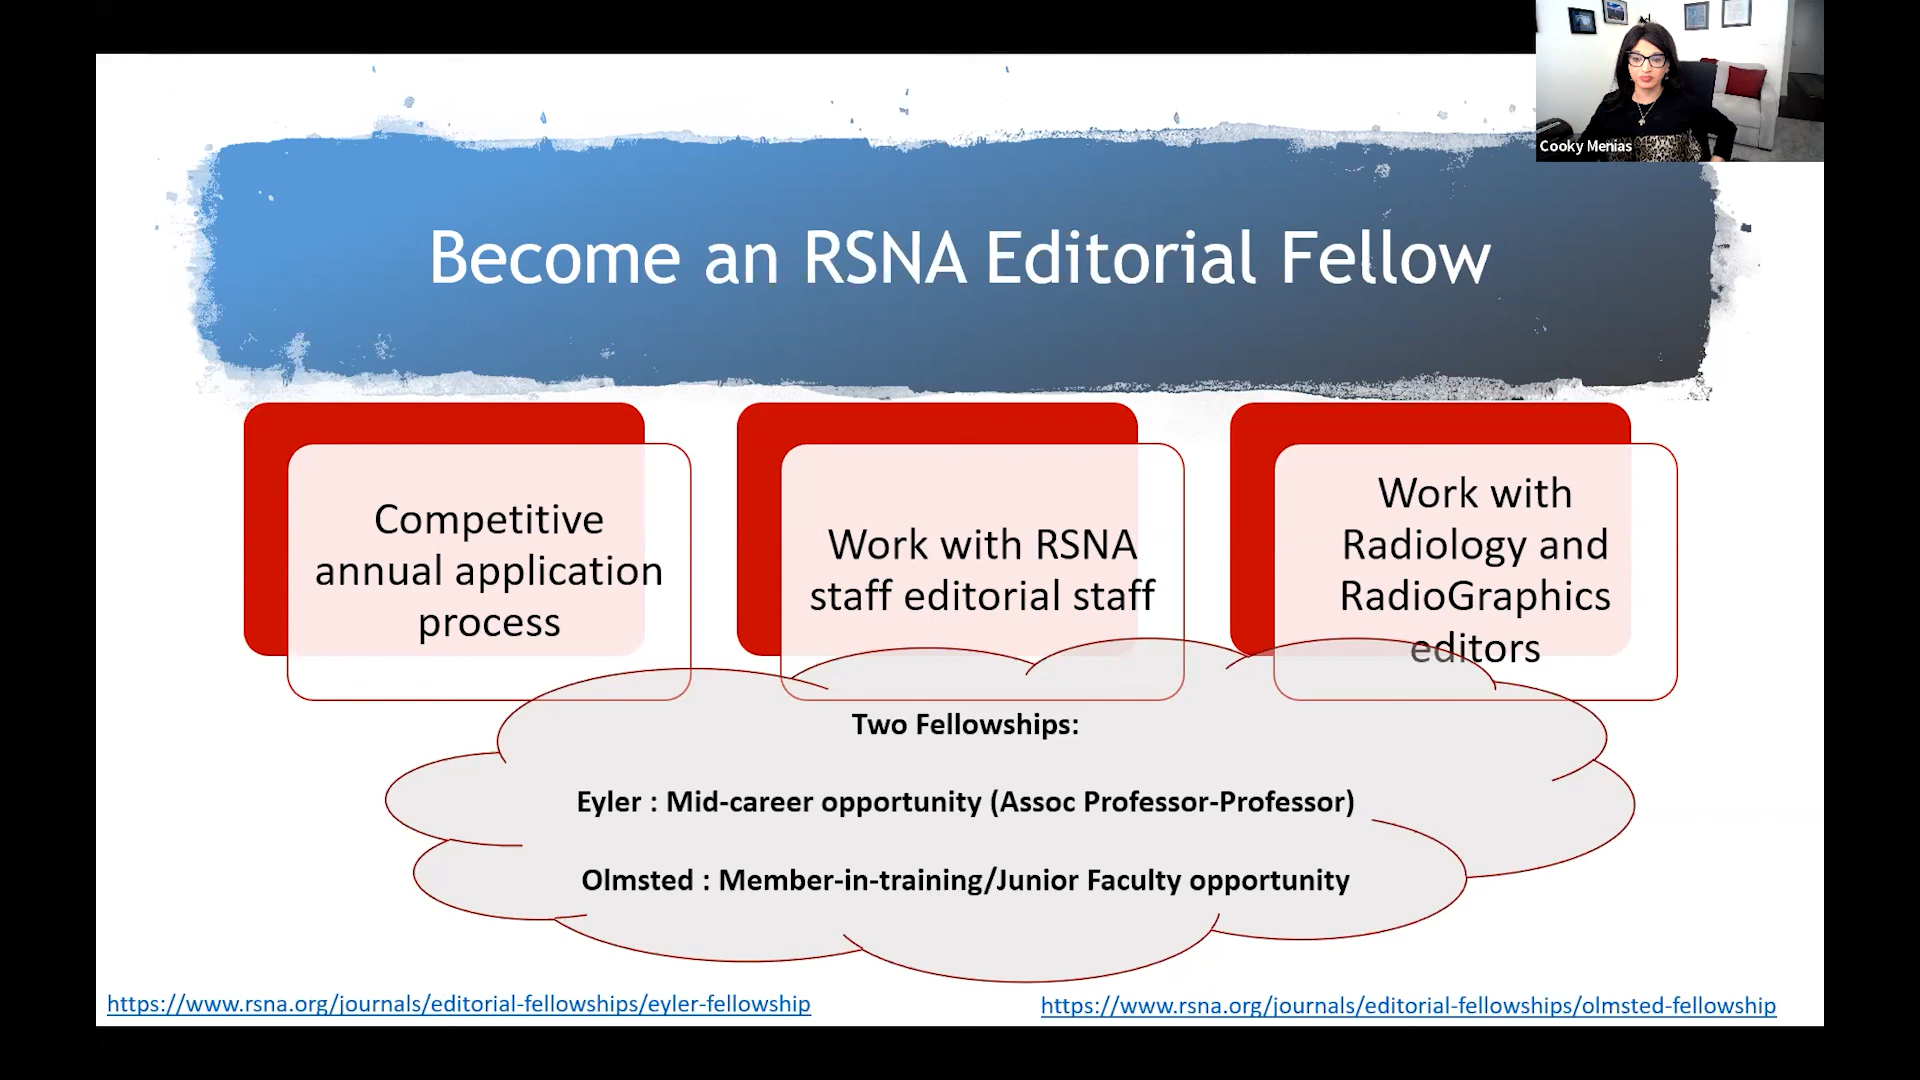 Cooky Menias
Become an RSNA Editorial Fellow
Competitive
annual application
process
Work with RSNA
staff editorial staff
Work with
Radiology and
RadioGraphics
editors
Two Fellowships:
Eyler : Mid-career opportunity (Assoc Professor-Professor)
Olmsted : Member-in-training/Junior Faculty opportunity
https://www.rsna.org/journals/editorial-fellowships/eyler-fellowship
https://www.rsna.org/journals/editorial-fellowships/olmsted-fellowship